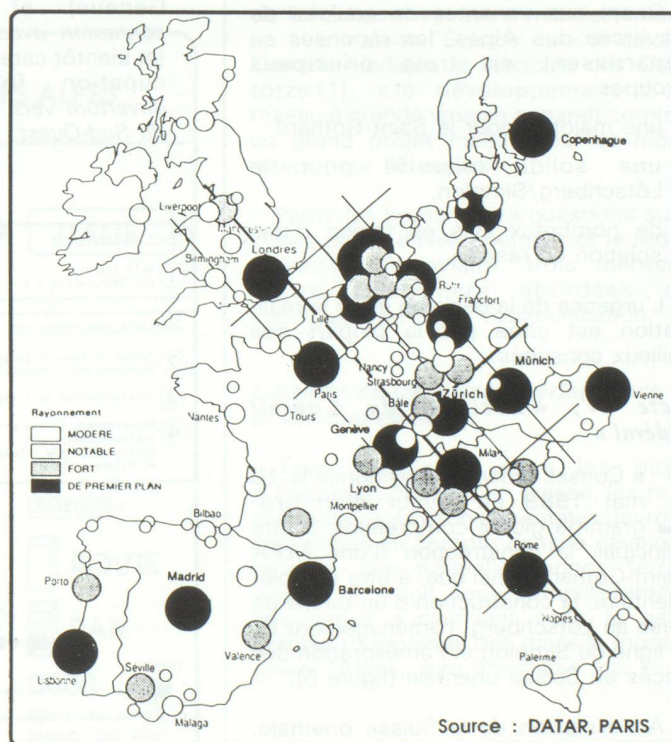 Copenhague
Liverpool
Manchester
Birmingham
Londres
Ruhr
Francfort
Lille
Nancy
Strasbourg
Münich
Paris
Bâle
Zürich
Vienne
Nantes
Tours
Genève
Milan
Lyon
Montpellier
Bilbao
Rome
Porto
Madrid
Barcelone
Naples
Lisbonne
Seville
Valence
Palerme
Malaga
Rayonnement
MODERE
NOTABLE
FORT
DE PREMIER PLAN
Source : DATAR, PARIS